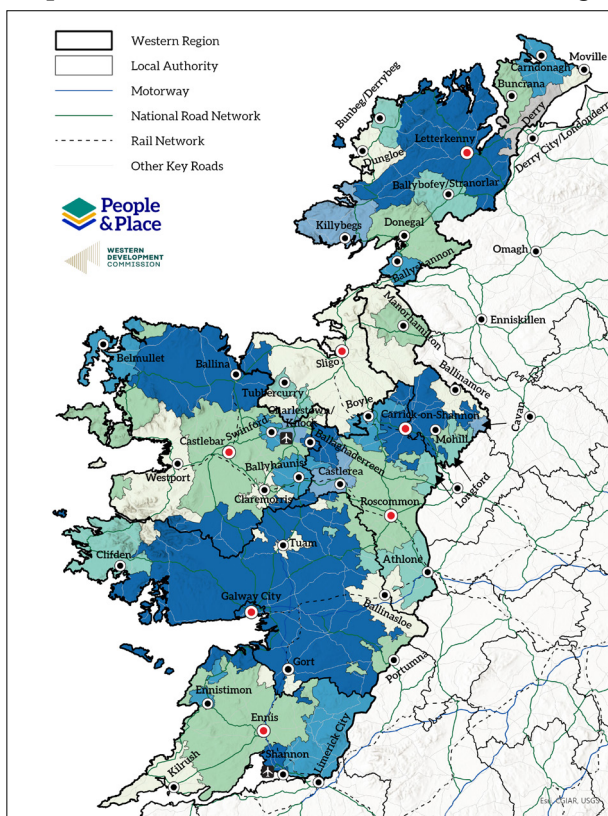 Western Region
Local Authority
Motorway
National Road Network
Rail Network
Other Key Roads
People
&Place
WESTERN
DEVELOPMENT
COMMISSION
Moville
Carndonagh
Buncrana
Bunbeg/Derrybeg
Derry
Derry City/Londonderry
Letterkenny
Dungloe
Ballybofey/Stranorlar
Killybegs
Donegal
Ballyshannon
Omagh
Manorhamilton
Enniskillen
Belmullet
Ballina
Sligo
Tubbercurry
Ballinamore
Charlestown/
Knock
Boyle
Carrick-on-Shannon
Cavan
Mohill
Swinford
Castlebar
Ballaghaderreen
Westport
Ballyhaunis
Castlerea
Claremorris
Longford
Roscommon
Clifden
Tuam
Athlone
Galway City
Ballinasloe
Gort
Portumna
Ennistimon
Ennis
Shannon
Limerick City
Kilrush
Esri, CGIAR, USGS